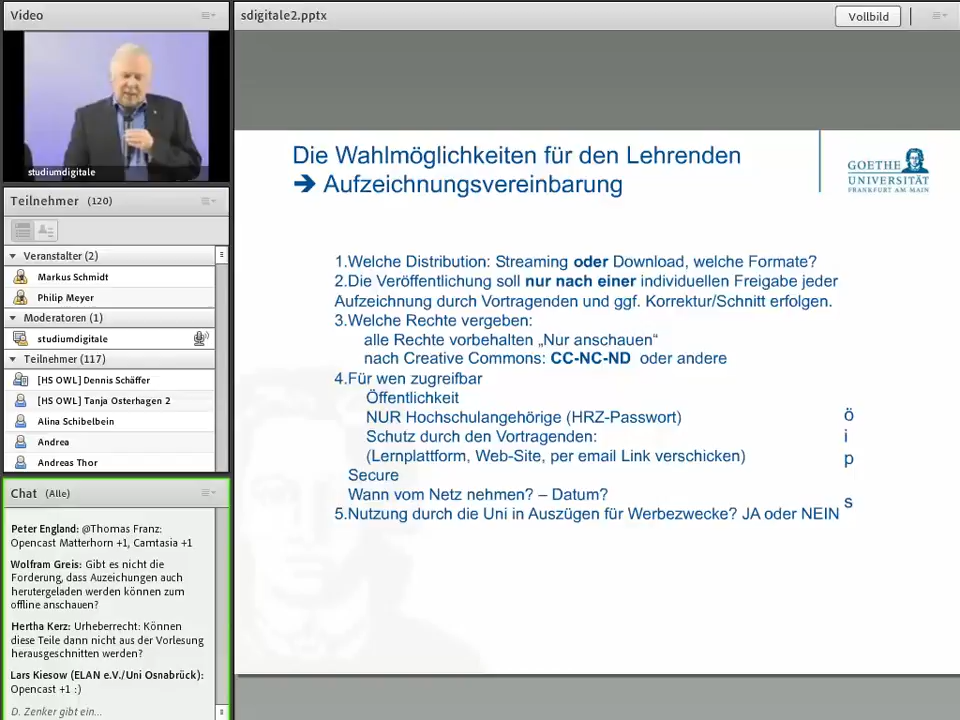 Video
studiumdigitale
Teilnehmer (120)
Veranstalter (2)
Markus Schmidt
Philip Meyer
Moderatoren (1)
studiumdigitale
Teilnehmer (117)
[HS OWL] Dennis Schäffer
[HS OWL] Tanja Osterhagen 2
Alina Schibelbein
Andrea
Andreas Thor
Chat (Alle)
Peter England: @Thomas Franz:
Opencast Matterhorn +1, Camtasia +1
Wolfram Greis: Gibt es nicht die
Forderung, dass Auzeichungen auch
herutergeladen werden können zum
offline anschauen?
Hertha Kerz: Urheberrecht: Können
diese Teile dann nicht aus der Vorlesung
herausgeschnitten werden?
Lars Kiesow (ELAN e.V./Uni Osnabrück):
Opencast +1 :)
D. Zenker gibt ein...
sdigitale2.pptx
Vollbild
Die Wahlmöglichkeiten für den Lehrenden
➔ Aufzeichnungsvereinbarung
GOETHE
UNIVERSITÄT
FRANKFURT AM MAIN
1.Welche Distribution: Streaming oder Download, welche Formate?
2.Die Veröffentlichung soll nur nach einer individuellen Freigabe jeder
Aufzeichnung durch Vortragenden und ggf. Korrektur/Schnitt erfolgen.
3.Welche Rechte vergeben:
alle Rechte vorbehalten „Nur anschauen“
nach Creative Commons: CC-NC-ND oder andere
4.Für wen zugreifbar
Öffentlichkeit
NUR Hochschulangehörige (HRZ-Passwort)
Schutz durch den Vortragenden:
(Lernplattform, Web-Site, per email Link verschicken)
Secure
Wann vom Netz nehmen? – Datum?
5.Nutzung durch die Uni in Auszügen für Werbezwecke? JA oder NEIN
ö
i
p
s